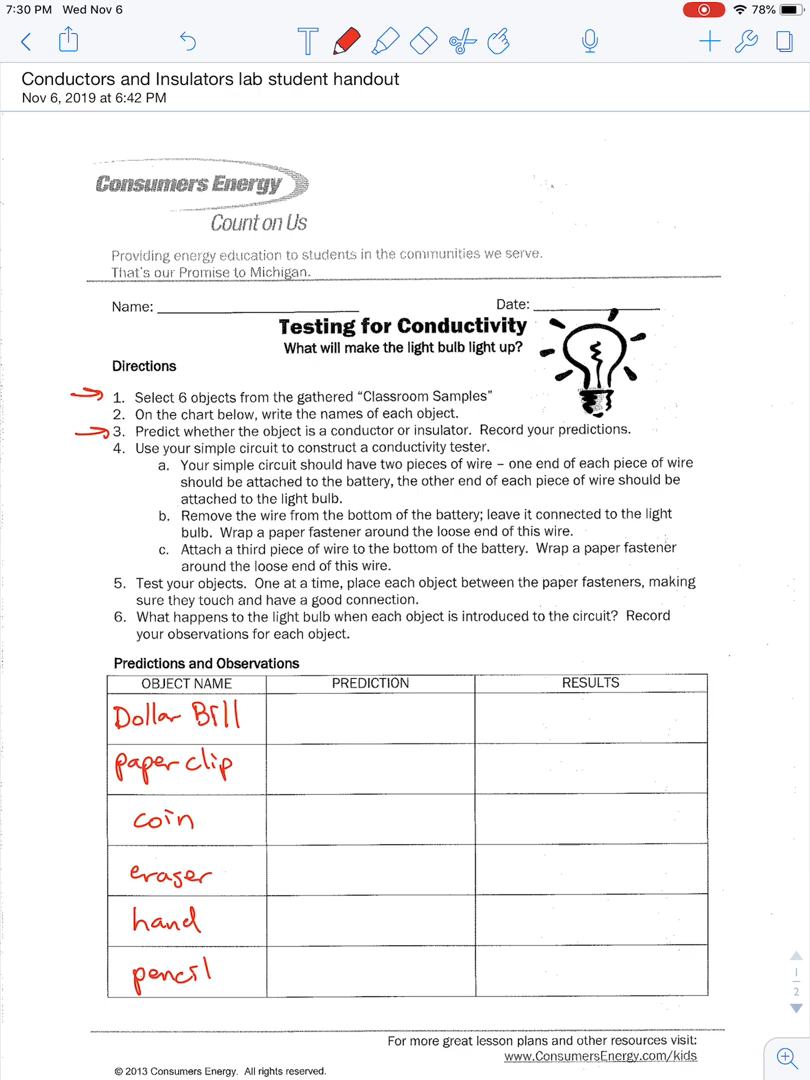 7:30 PM Wed Nov 6
78%
T
Conductors and Insulators lab student handout
Nov 6, 2019 at 6:42 PM
Consumers Energy
Count on Us
Providing energy education to students in the communities we serve.
That's our Promise to Michigan.
Name: Date:
Testing for Conductivity
What will make the light bulb light up?
Directions
1. Select 6 objects from the gathered "Classroom Samples"
2. On the chart below, write the names of each object.
3. Predict whether the object is a conductor or insulator. Record your predictions.
4. Use your simple circuit to construct a conductivity tester.
a. Your simple circuit should have two pieces of wire – one end of each piece of wire
should be attached to the battery, the other end of each piece of wire should be
attached to the light bulb.
b. Remove the wire from the bottom of the battery; leave it connected to the light
bulb. Wrap a paper fastener around the loose end of this wire.
c. Attach a third piece of wire to the bottom of the battery. Wrap a paper fastener
around the loose end of this wire.
5. Test your objects. One at a time, place each object between the paper fasteners, making
sure they touch and have a good connection.
6. What happens to the light bulb when each object is introduced to the circuit? Record
your observations for each object.
Predictions and Observations
OBJECT NAME PREDICTION RESULTS
Dollar Bill
paper clip
coin
eraser
hand
pencil
1
2
For more great lesson plans and other resources visit:
www.ConsumersEnergy.com/kids
© 2013 Consumers Energy. All rights reserved.